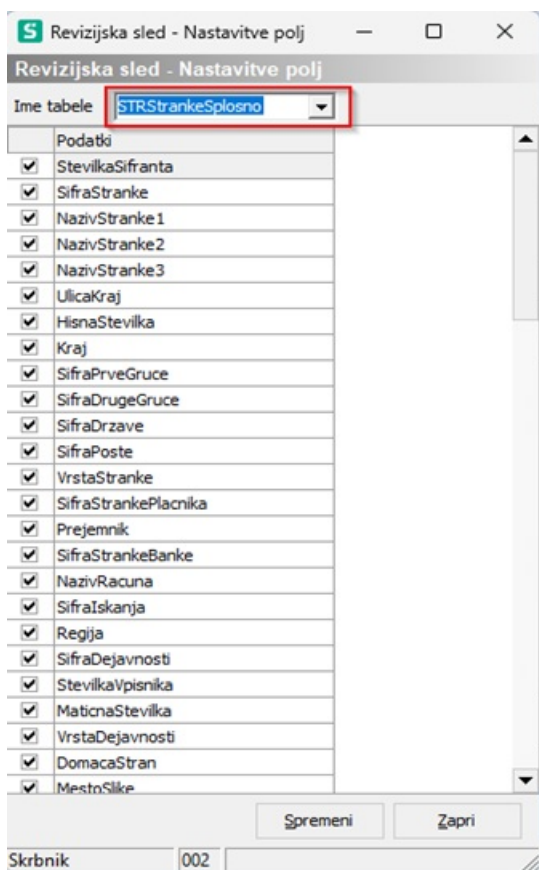 S Revizijska sled - Nastavitve polj
Revizijska sled - Nastavitve polj
Ime tabele STRStrankeSplosno
Podatki
StevilkaSifranta
SifraStranke
NazivStranke1
NazivStranke2
NazivStranke3
UlicaKraj
HisnaStevilka
Kraj
SifraPrveGruce
SifraDrugeGruce
SifraDrzave
SifraPoste
VrstaStranke
SifraStrankePlacnika
Prejemnik
SifraStrankeBanke
NazivRacuna
SifraIskanja
Regija
SifraDejavnosti
StevilkaVpisnika
MaticnaStevilka
VrstaDejavnosti
DomacaStran
MestoSlike
Spremeni Zapri
Skrbnik 002